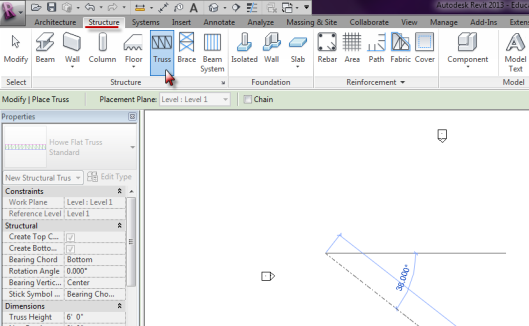 Autodesk Revit 2013 - Educa
Architecture Structure Systems Insert Annotate Analyze Massing & Site Collaborate View Manage Add-Ins Exten
Modify Beam Wall Column Floor Truss Brace Beam System Isolated Wall Slab Rebar Area Path Fabric Cover Component Model Text
Select Structure Foundation Reinforcement Model
Modify | Place Truss Placement Plane: Level : Level 1 Chain
Properties
Howe Flat Truss
Standard
New Structural Trus Edit Type
Constraints
Work Plane Level : Level 1
Reference Level Level 1
Structural
Create Top C...
Create Botto...
Bearing Chord Bottom
Rotation Angle 0.000°
Bearing Vertic... Center
Stick Symbol ... Bearing Cho...
Dimensions
Truss Height 6' 0"
38.000°